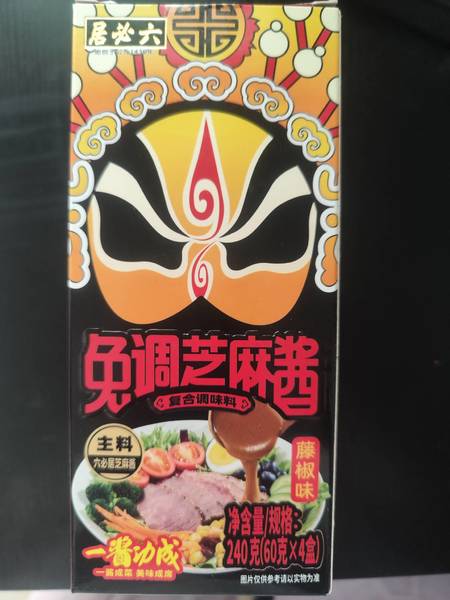 居必六
免调芝麻酱
复合调味料
主料
六必居芝麻酱
藤椒味
净含量/规格:
240克(60克×4盒)
一酱功成
一酱成菜 美味成席
图片仅供参考请以实物为准